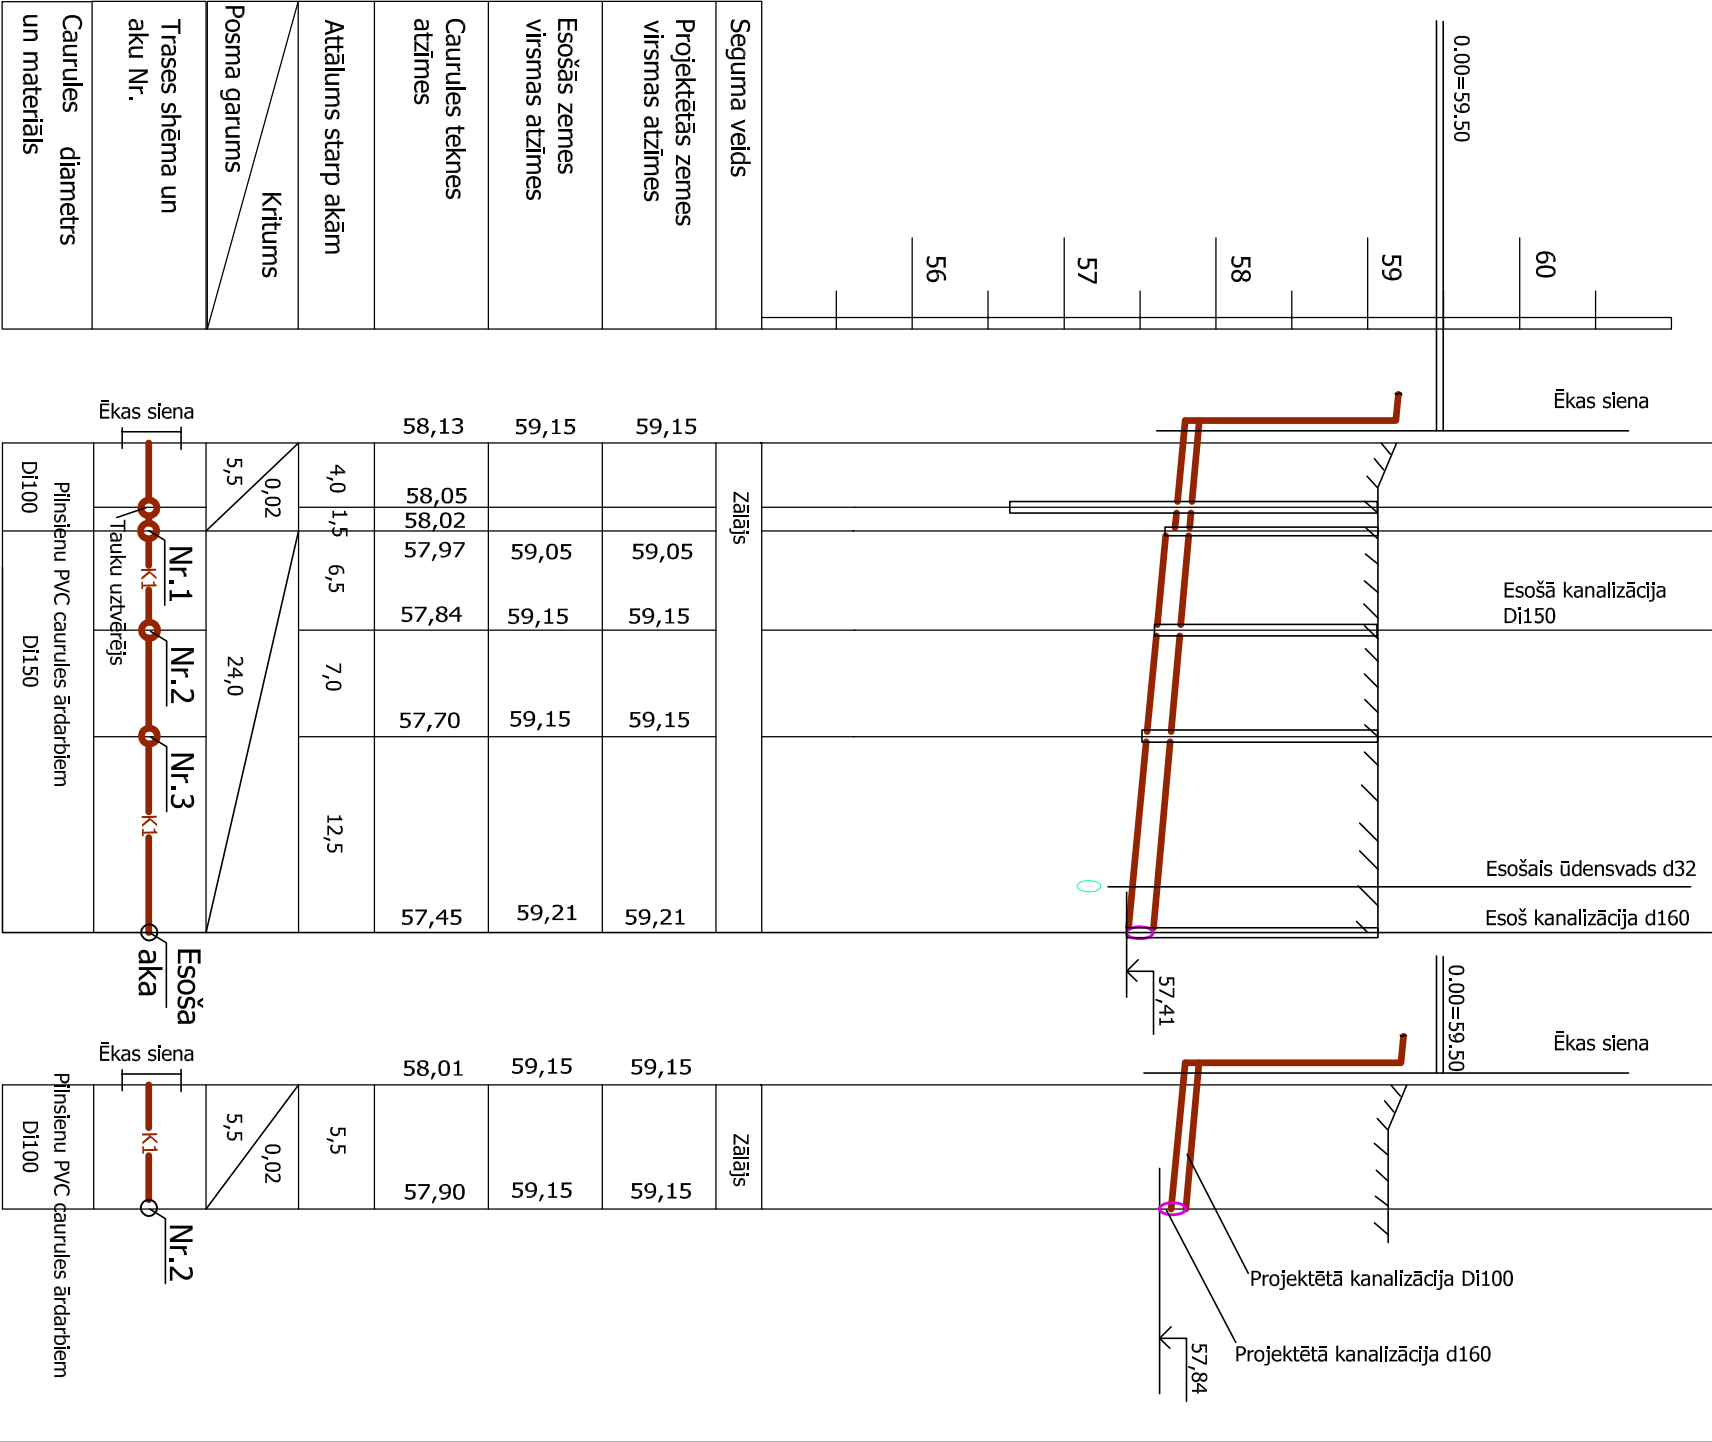 0.00=59.50
60
59
58
57
56
Seguma veids
Projektētās zemes
virsmas atzīmes
Esošās zemes
virsmas atzīmes
Caurules teknes
atzīmes
Attālums starp akām
Kritums
Posma garums
Trases shēma un
aku Nr.
Caurules diametrs
un materiāls
Ēkas siena
Ēkas siena
58,13
59,15
59,15
58,05
58,02
57,97
59,05
59,05
57,84
59,15
59,15
57,70
59,15
59,15
57,45
59,21
59,21
Zālājs
4,0
1,5
6,5
7,0
12,5
0,02
5,5
24,0
Nr.1
Nr.2
Nr.3
Tauku uztvērējs
K1
K1
Esoša
aka
Pilnsienu PVC caurules ārdarbiem
Di100
Di150
Esošā kanalizācija
Di150
Esošais ūdensvads d32
Esoš kanalizācija d160
57,41
0.00=59.50
Ēkas siena
Ēkas siena
58,01
59,15
59,15
57,90
59,15
59,15
Zālājs
5,5
0,02
5,5
K1
Nr.2
Pilnsienu PVC caurules ārdarbiem
Di100
Projektētā kanalizācija Di100
Projektētā kanalizācija d160
57,84